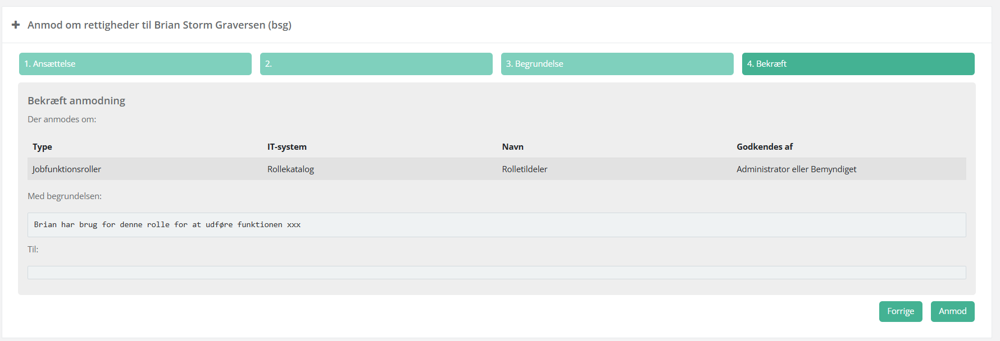 Anmod om rettigheder til Brian Storm Graversen (bsg)
1. Ansættelse
2.
3. Begrundelse
4. Bekræft
Bekræft anmodning
Der anmodes om:
Type IT-system Navn Godkendes af
Jobfunktionsroller Rollekatalog Rolletildeler Administrator eller Bemyndiget
Med begrundelsen:
Brian har brug for denne rolle for at udføre funktionen xxx
Til:
Forrige
Anmod